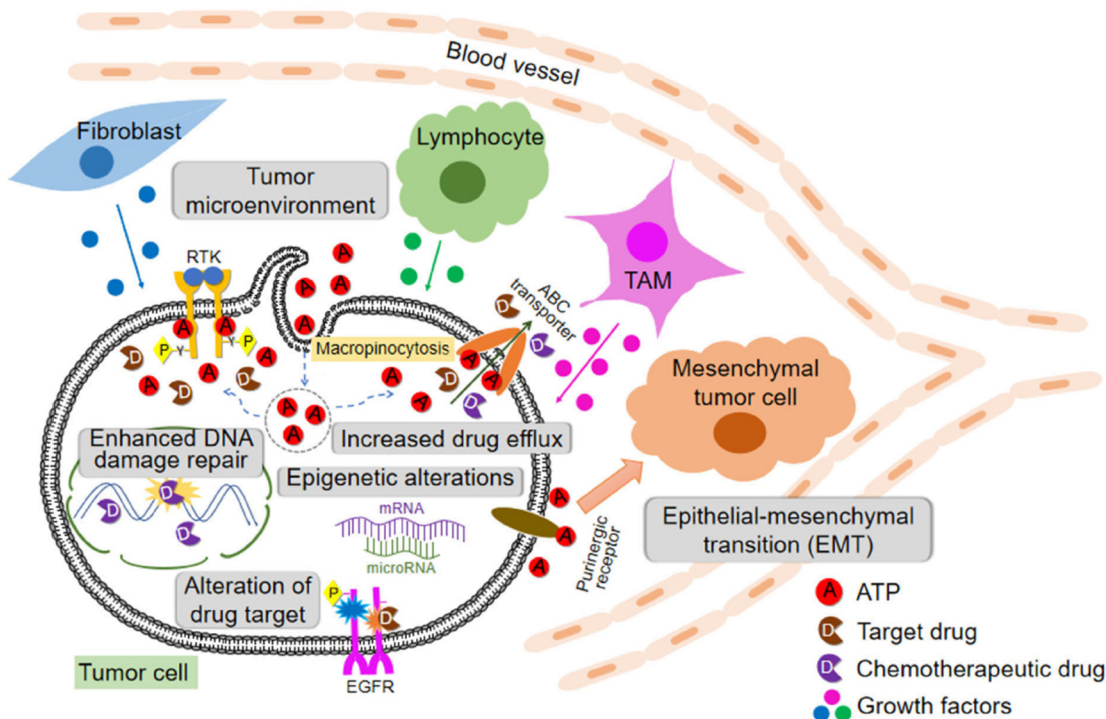 Blood vessel
Fibroblast
Lymphocyte
Tumor
microenvironment
TAM
RTK
A
A
A
A
A
A
A
P
Y
Y
P
D
ABC
transporter
D
Macropinocytosis
D
D
D
A
A
A
A
D
A
A
A
A
D
Mesenchymal
tumor cell
A
A
A
Enhanced DNA
damage repair
Increased drug efflux
Epigenetic alterations
D
D
D
mRNA
microRNA
A
A
A
Purinergic
receptor
Epithelial-mesenchymal
transition (EMT)
Alteration of
drug target
P
D
EGFR
Tumor cell
A ATP
D Target drug
D Chemotherapeutic drug
Growth factors